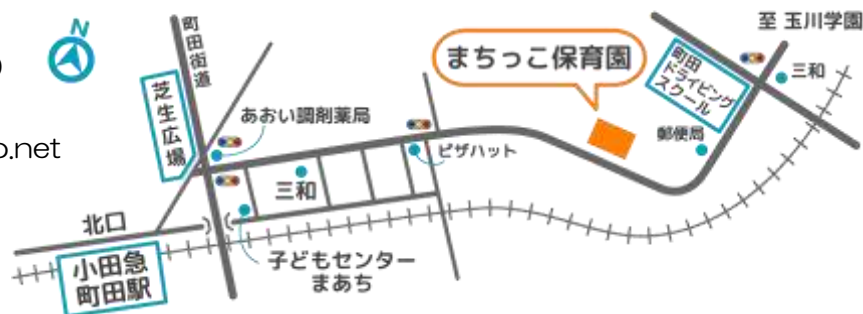 N
町田街道
芝生広場
あおい調剤薬局
まちっこ保育園
町田
ドライビング
スクール
至 玉川学園
三和
郵便局
ピザハット
三和
o.net
北口
小田急
町田駅
子どもセンター
まあち